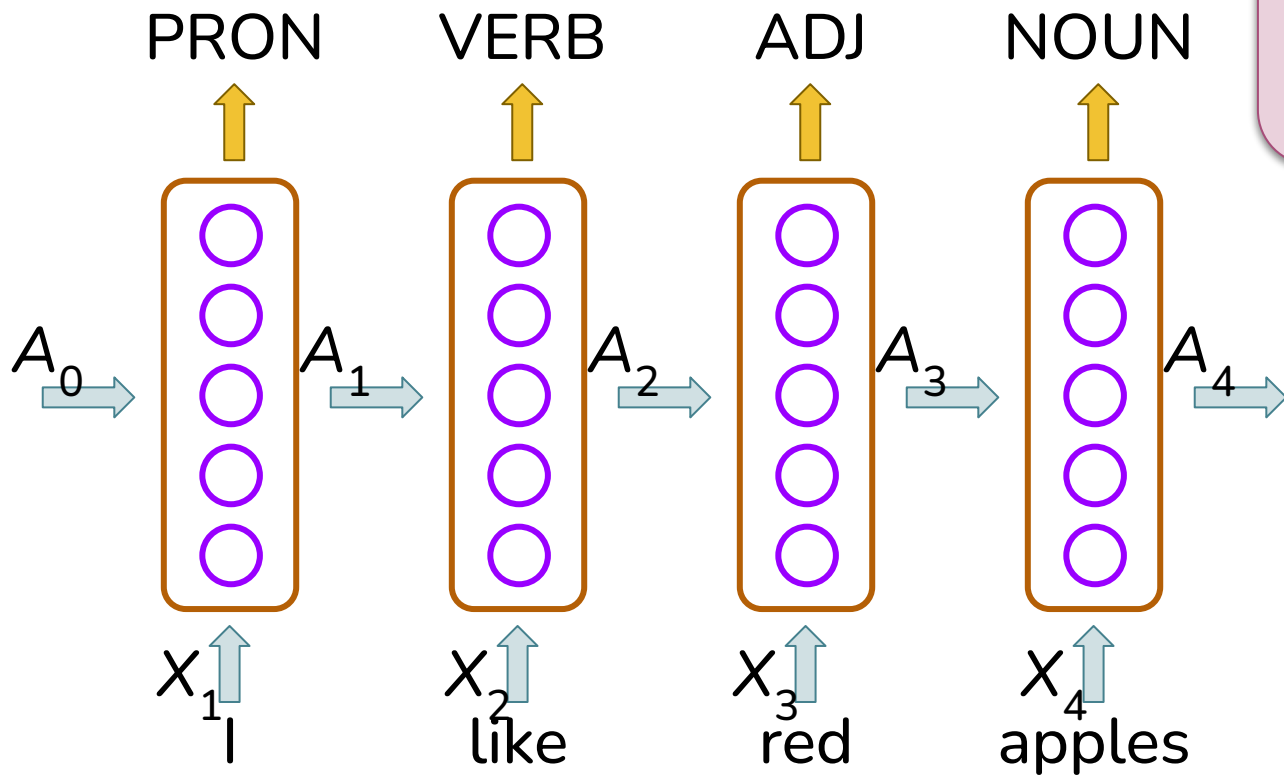 PRON VERB ADJ NOUN
A0 A1 A2 A3 A4
X1 X2 X3 X4
I like red apples